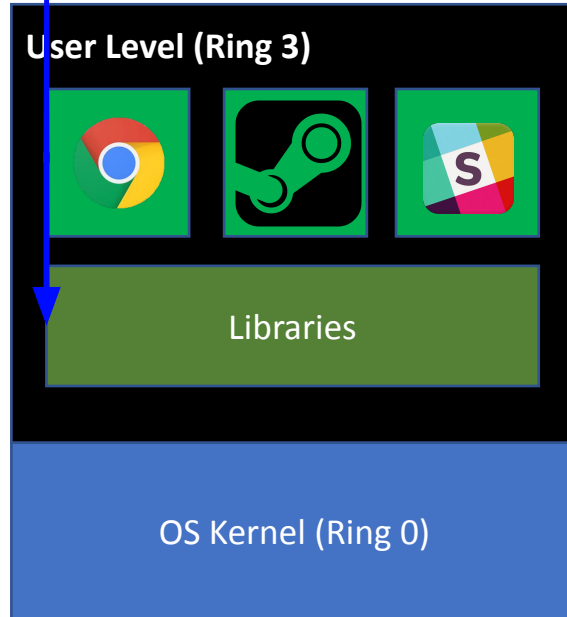 User Level (Ring 3)
S
Libraries
OS Kernel (Ring 0)